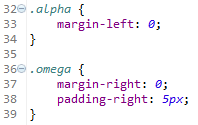 32 .alpha {
33     margin-left: 0;
34 }
35
36 .omega {
37     margin-right: 0;
38     padding-right: 5px;
39 }